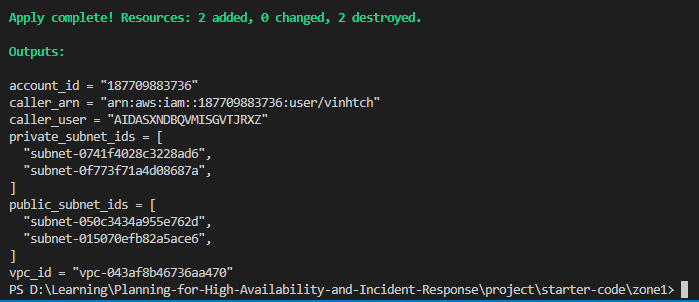 Apply complete! Resources: 2 added, 0 changed, 2 destroyed.
Outputs:
account_id = "187709883736"
caller_arn = "arn:aws:iam::187709883736:user/vinhtch"
caller_user = "AIDASXNDBQVMISGVTJRXZ"
private_subnet_ids = [
  "subnet-0741f4028c3228ad6",
  "subnet-0f773f71a4d08687a",
]
public_subnet_ids = [
  "subnet-050c3434a955e762d",
  "subnet-015070efb82a5ace6",
]
vpc_id = "vpc-043af8b46736aa470"
PS D:\Learning\Planning-for-High-Availability-and-Incident-Response\project\starter-code\zone1>